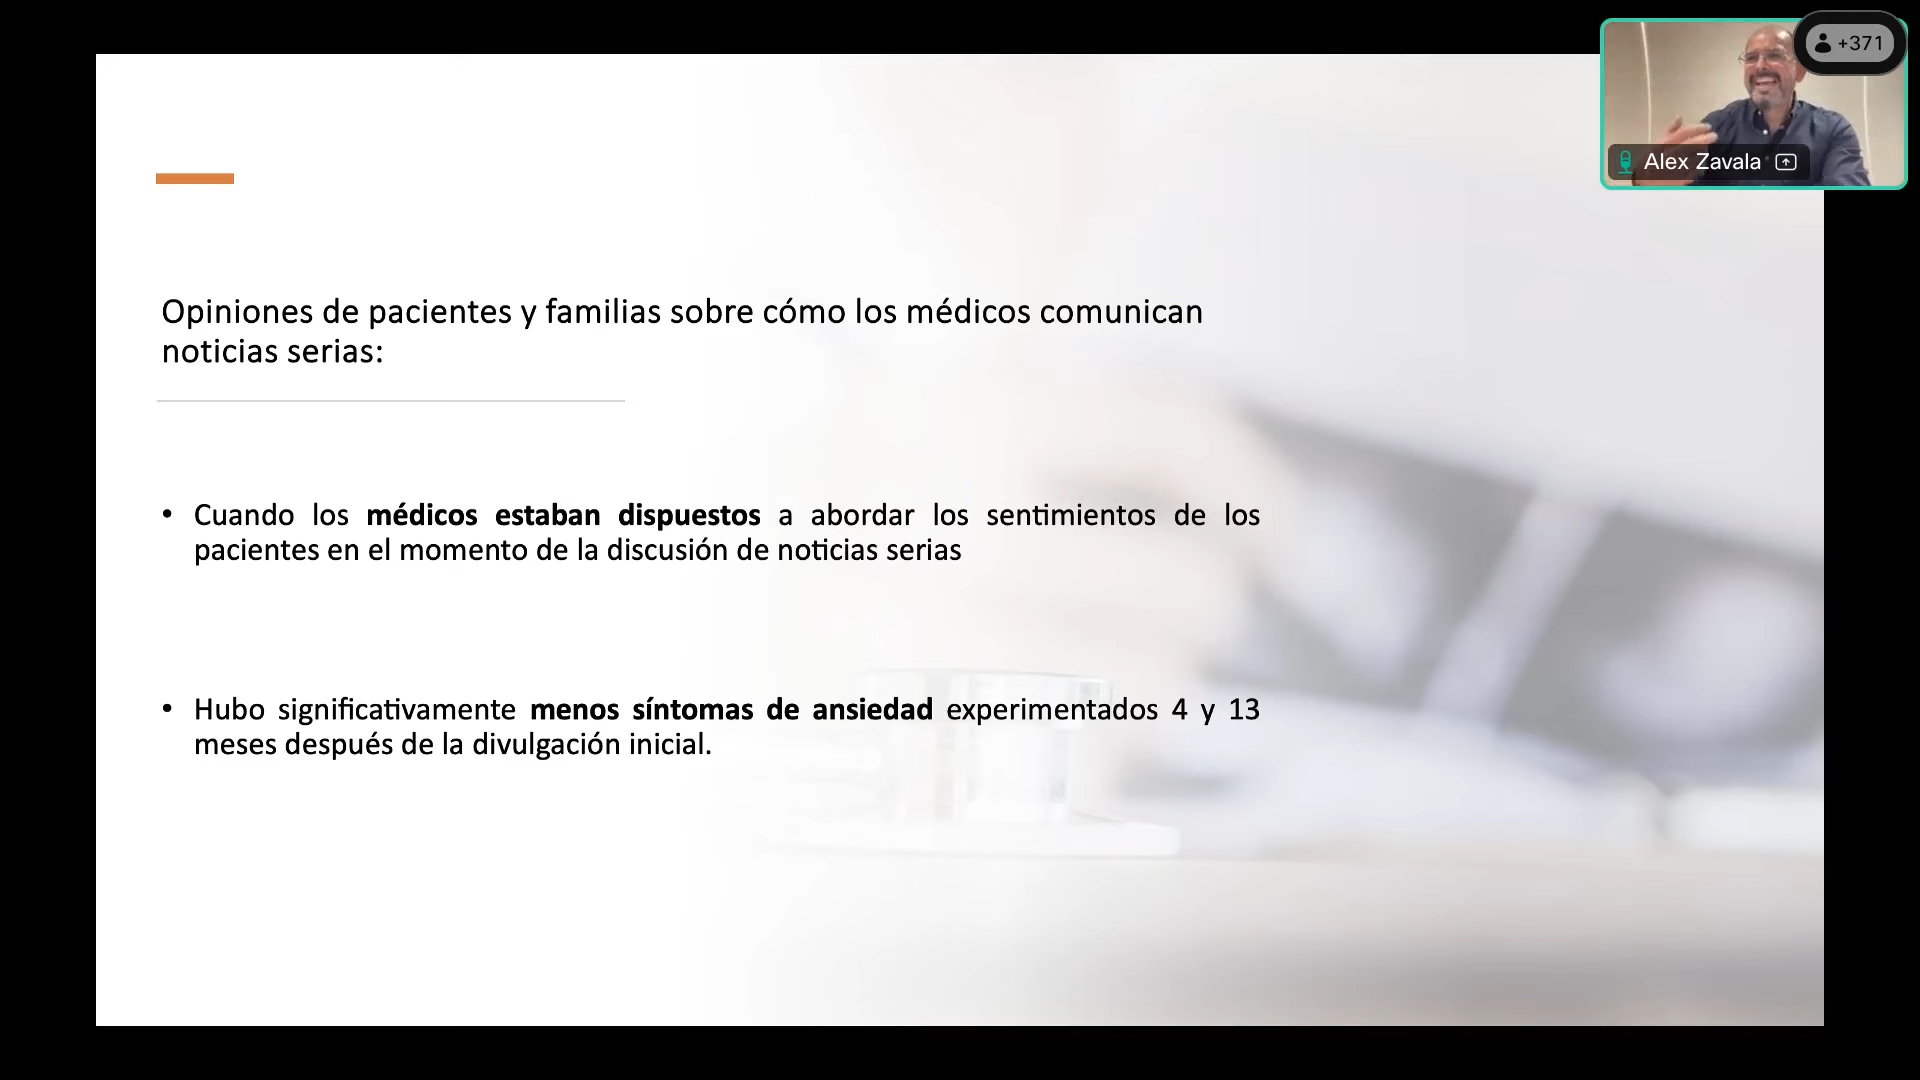 +371
Alex Zavala
Opiniones de pacientes y familias sobre cómo los médicos comunican
noticias serias:
• Cuando los médicos estaban dispuestos a abordar los sentimientos de los
pacientes en el momento de la discusión de noticias serias
• Hubo significativamente menos síntomas de ansiedad experimentados 4 y 13
meses después de la divulgación inicial.